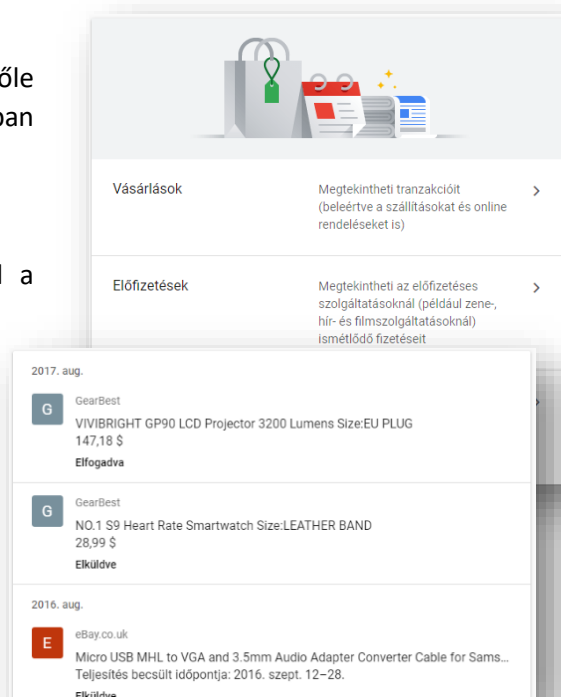 Vásárlások
Megtekintheti tranzakcióit
(beleértve a szállításokat és online
rendeléseket is)
Előfizetések
Megtekintheti az előfizetéses
szolgáltatásoknál (például zene-,
hír- és filmszolgáltatásoknál)
ismétlődő fizetéseit
a
2017. aug.
G
GearBest
VIVIBRIGHT GP90 LCD Projector 3200 Lumens Size:EU PLUG
147,18 $
Elfogadva
G
GearBest
NO.1 S9 Heart Rate Smartwatch Size:LEATHER BAND
28,99 $
Elküldve
2016. aug.
E
eBay.co.uk
Micro USB MHL to VGA and 3.5mm Audio Adapter Converter Cable for Sams...
Teljesítés becsült időpontja: 2016. szept. 12–28.
Elküldve